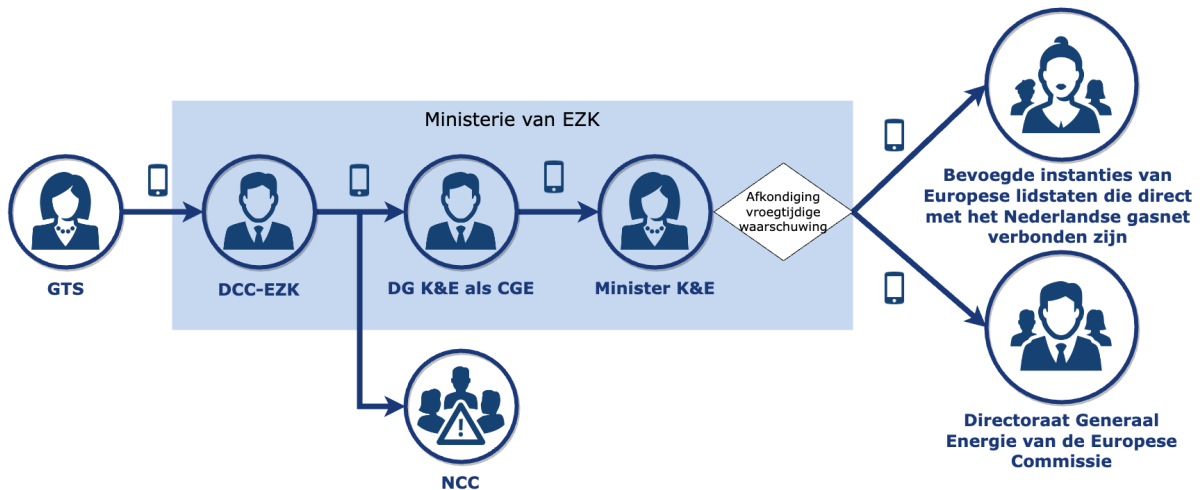 Ministerie van EZK
GTS
DCC-EZK
DG K&E als CGE
Minister K&E
Afkondiging
vroegtijdige
waarschuwing
Bevoegde instanties van
Europese lidstaten die direct
met het Nederlandse gasnet
verbonden zijn
NCC
Directoraat Generaal
Energie van de Europese
Commissie